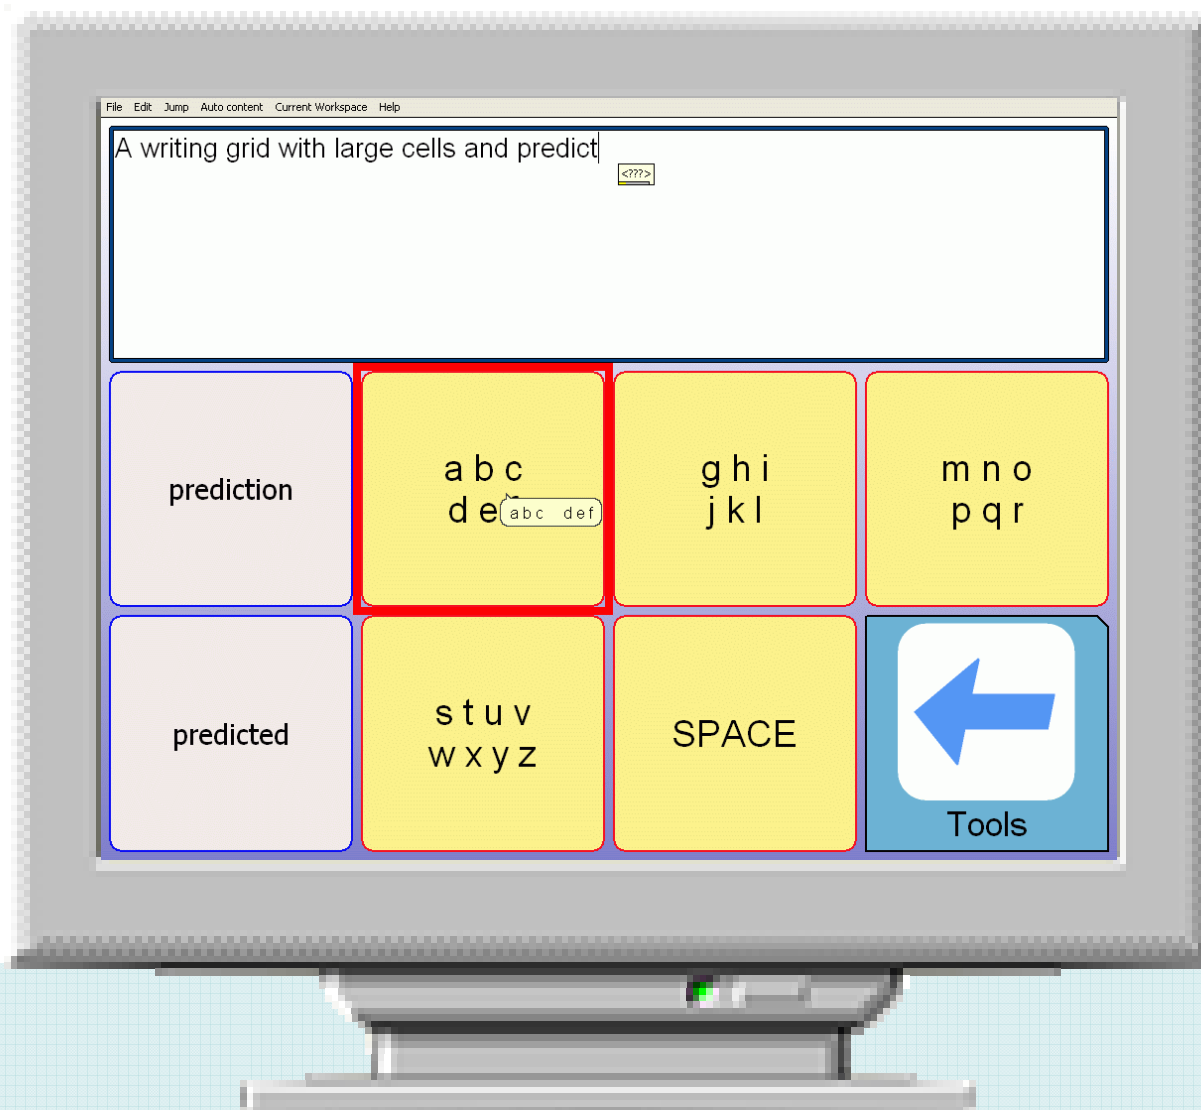 File Edit Jump Auto content Current Workspace Help
A writing grid with large cells and predict
<???>
prediction
a b c
d e f
abc def
g h i
j k l
m n o
p q r
predicted
s t u v
w x y z
SPACE
Tools